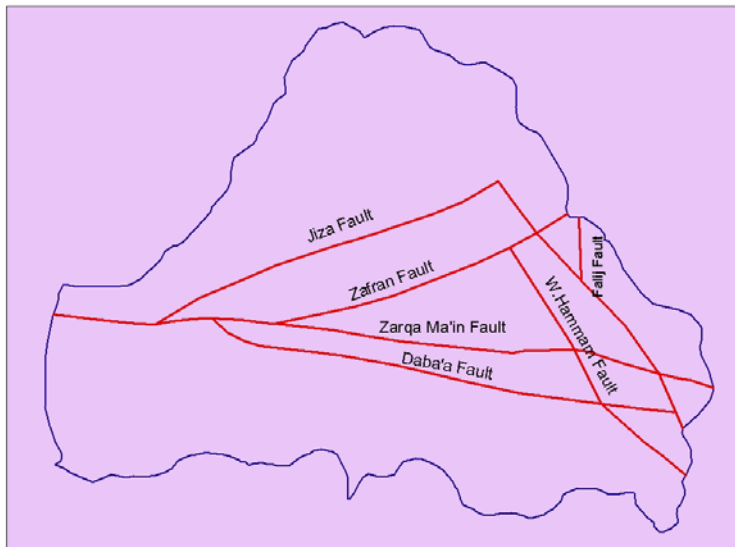 Jiza Fault
Zafran Fault
Falij Fault
W.Hammam Fault
Zarqa Ma'in Fault
Daba'a Fault